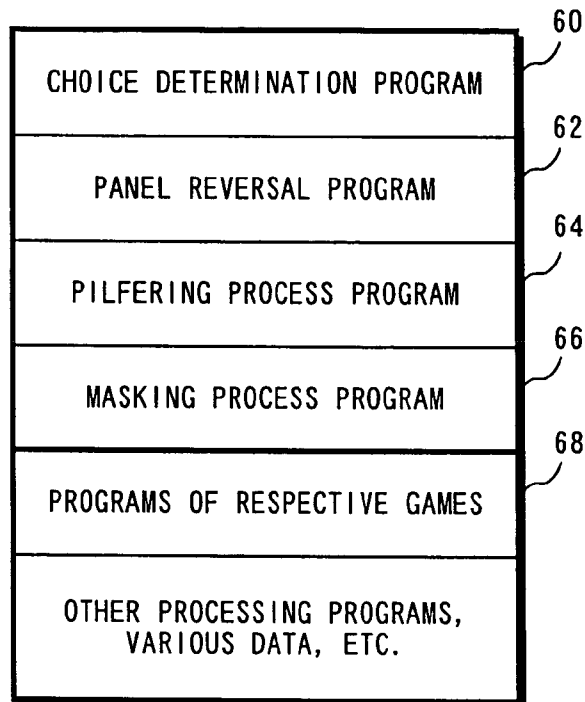 60
CHOICE DETERMINATION PROGRAM
62
PANEL REVERSAL PROGRAM
64
PILFERING PROCESS PROGRAM
66
MASKING PROCESS PROGRAM
68
PROGRAMS OF RESPECTIVE GAMES
OTHER PROCESSING PROGRAMS,
VARIOUS DATA, ETC.